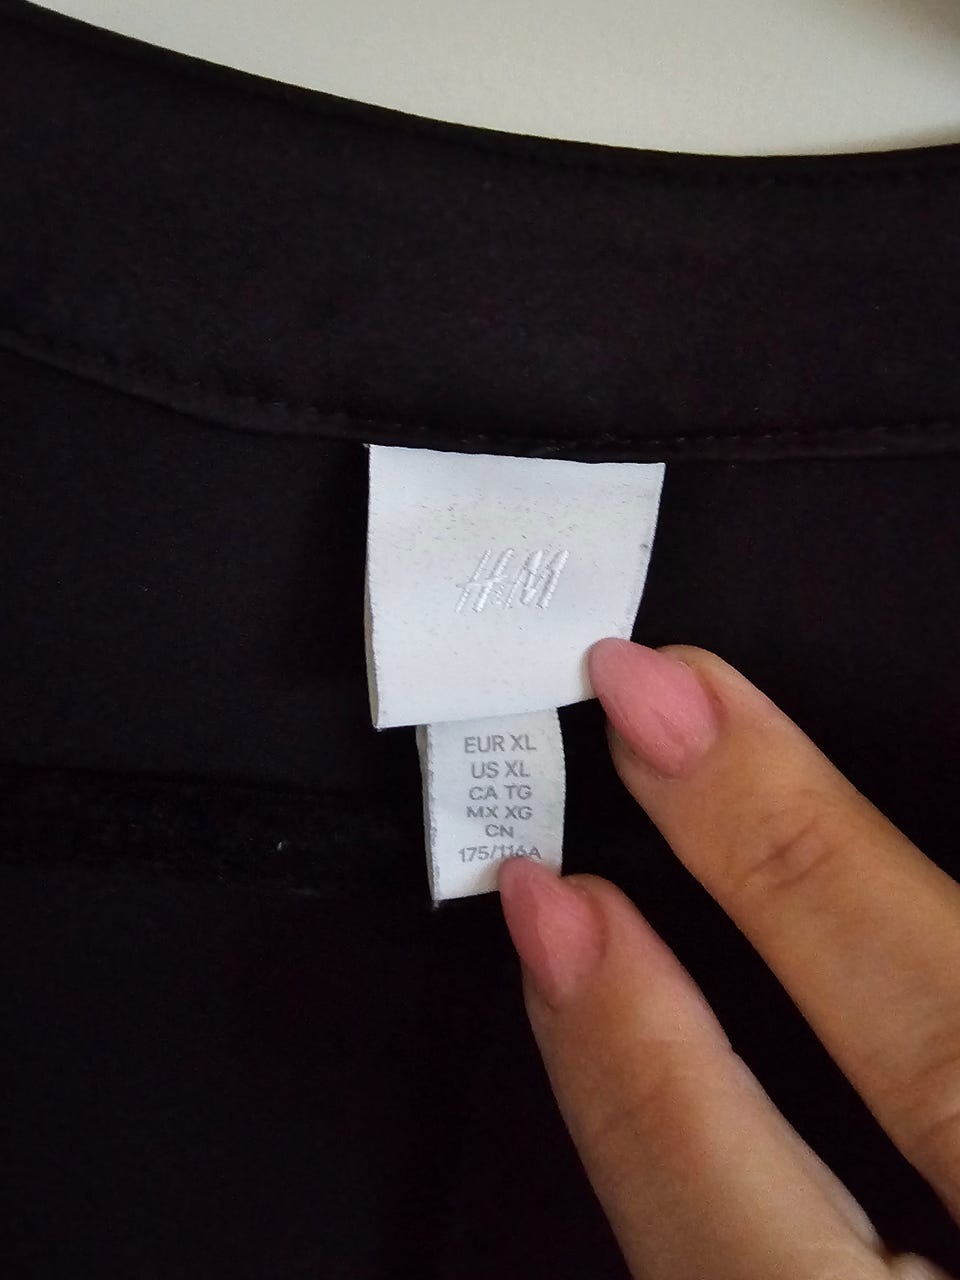 H&M
EUR XL
US XL
CA TG
MX XG
CN
175/116A